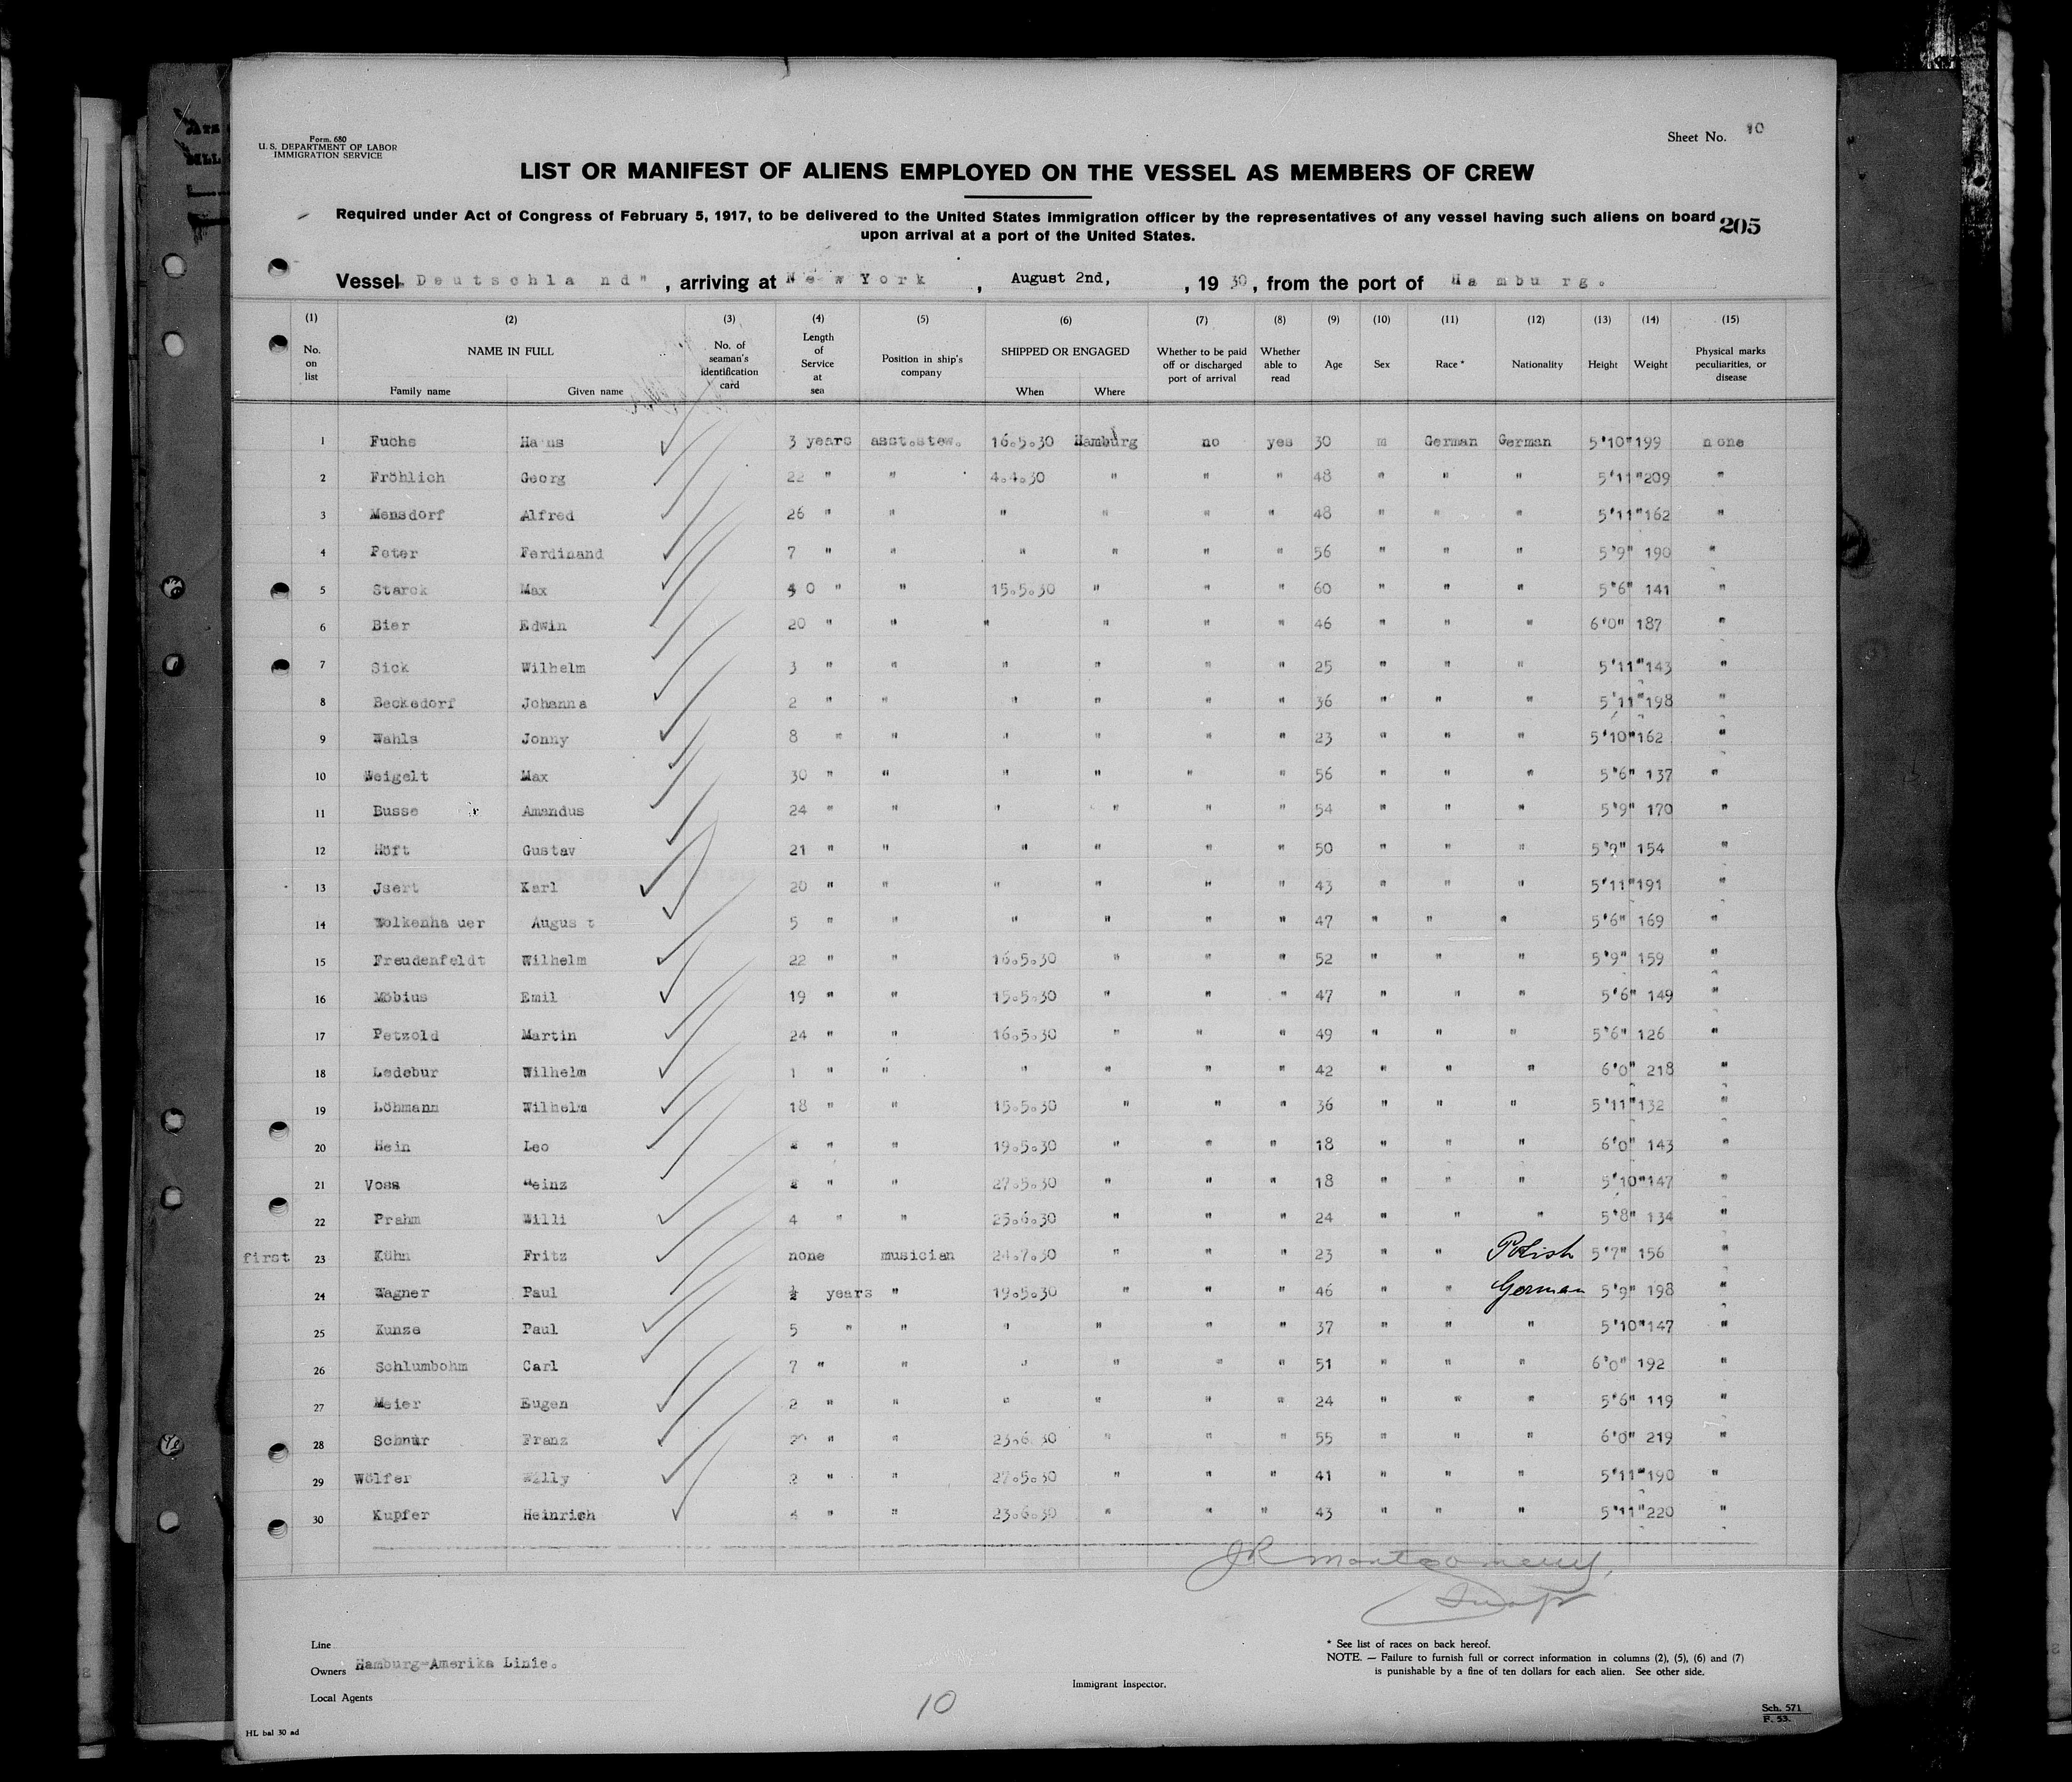 Form. 680
U. S. DEPARTMENT OF LABOR
IMMIGRATION SERVICE
Sheet No. 10
LIST OR MANIFEST OF ALIENS EMPLOYED ON THE VESSEL AS MEMBERS OF CREW
Required under Act of Congress of February 5, 1917, to be delivered to the United States immigration officer by the representatives of any vessel having such aliens on board
upon arrival at a port of the United States.
205
Vessel Deutschland", arriving at New York, August 2nd, , 1930, from the port of Hamburg.
(1) (2) (3) (4) (5) (6) (7) (8) (9) (10) (11) (12) (13) (14) (15)
No. on list NAME IN FULL Family name Given name No. of seaman's identification card Length of Service at sea Position in ship's company SHIPPED OR ENGAGED When Where Whether to be paid off or discharged port of arrival Whether able to read Age Sex Race * Nationality Height Weight Physical marks peculiarities, or disease
1 Fuchs Hans 3 years asst.stew. 16.5.30 Hamburg no yes 30 m German German 5'10" 199 none
2 Fröhlich Georg 22 " " 4.4.30 " " " 48 " " " 5'11" 209 "
3 Mensdorf Alfred 26 " " " " " " 48 " " " 5'11" 162 "
4 Peter Ferdinand 7 " " " " " " 56 " " " 5'9" 190 "
5 Starck Max 40 " " 15.5.30 " " " 60 " " " 5'6" 141 "
6 Bier Edwin 20 " " " " " " 46 " " " 6'0" 187 "
7 Sick Wilhelm 3 " " " " " " 25 " " " 5'11" 143 "
8 Beckedorf Johanna 2 " " " " " " 36 " " " 5'11" 198 "
9 Wahls Jonny 8 " " " " " " 23 " " " 5'10" 162 "
10 Weigelt Max 30 " " " " " " 56 " " " 5'6" 137 "
11 Busse Amandus 24 " " " " " " 54 " " " 5'9" 170 "
12 Höft Gustav 21 " " " " " " 50 " " " 5'9" 154 "
13 Jsert Karl 20 " " " " " " 43 " " " 5'11" 191 "
14 Wolkenhauer August 5 " " " " " " 47 " " " 5'6" 169 "
15 Freudenfeldt Wilhelm 22 " " 16.5.30 " " " 52 " " " 5'9" 159 "
16 Möbius Emil 19 " " 15.5.30 " " " 47 " " " 5'6" 149 "
17 Petzold Martin 24 " " 16.5.30 " " " 49 " " " 5'6" 126 "
18 Ledebur Wilhelm 1 " " " " " " 42 " " " 6'0" 218 "
19 Löhmann Wilhelm 18 " " 15.5.30 " " " 36 " " " 5'11" 132 "
20 Hein Leo " " 19.5.30 " " " 18 " " " 6'0" 143 "
21 Voss Heinz " " 27.5.30 " " " 18 " " " 5'10" 147 "
22 Prahm Willi 4 " " 25.6.30 " " " 24 " " " 5'8" 134 "
first 23 Kühn Fritz none musician 24.7.30 " " " 23 " " Polish 5'7" 156 "
24 Wagner Paul ½ years " 19.5.30 " " " 46 " " German 5'9" 198 "
25 Kunze Paul 5 " " " " " " 37 " " " 5'10" 147 "
26 Schlumbohm Carl 7 " " " " " " 51 " " " 6'0" 192 "
27 Meier Eugen 2 " " " " " " 24 " " " 5'6" 119 "
28 Schnur Franz " " 23.6.30 " " " 55 " " " 6'0" 219 "
29 Wölfer Willy 2 " " 27.5.30 " " " 41 " " " 5'11" 190 "
30 Kupfer Heinrich 4 " " 23.6.30 " " " 43 " " " 5'11" 220 "
JR Montgomery,
Line
Owners Hamburg-Amerika Linie.
Local Agents
Immigrant Inspector.
* See list of races on back hereof.
NOTE. — Failure to furnish full or correct information in columns (2), (5), (6) and (7)
is punishable by a fine of ten dollars for each alien. See other side.
10
HL bal 30 ad
Sch. 571
F. 53.